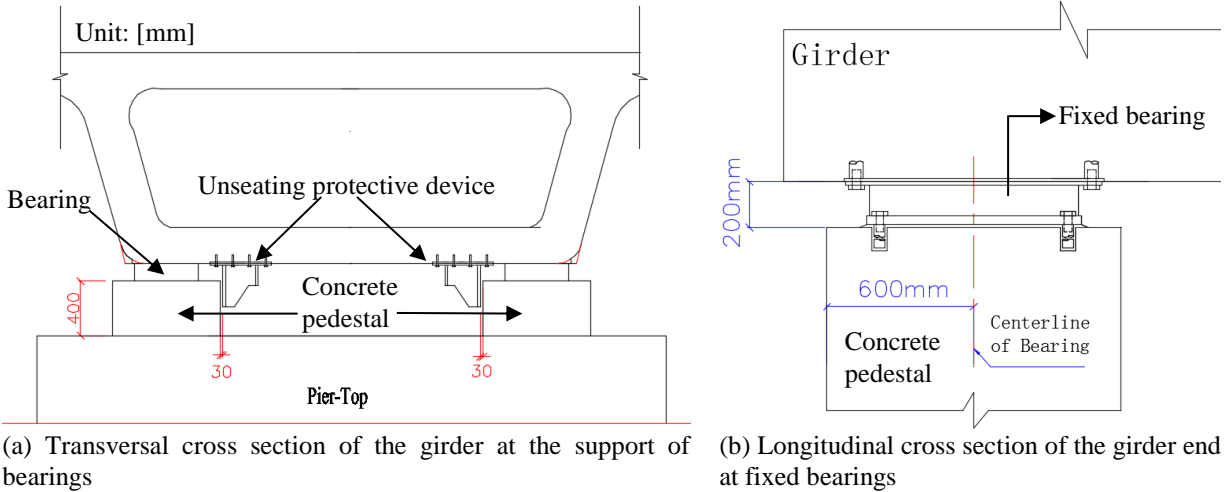 Unit: [mm]
Unseating protective device
Bearing
Concrete
pedestal
400
30
30
Pier-Top
(a) Transversal cross section of the girder at the support of
bearings
Girder
Fixed bearing
200mm
600mm
Centerline
of Bearing
Concrete
pedestal
(b) Longitudinal cross section of the girder end
at fixed bearings